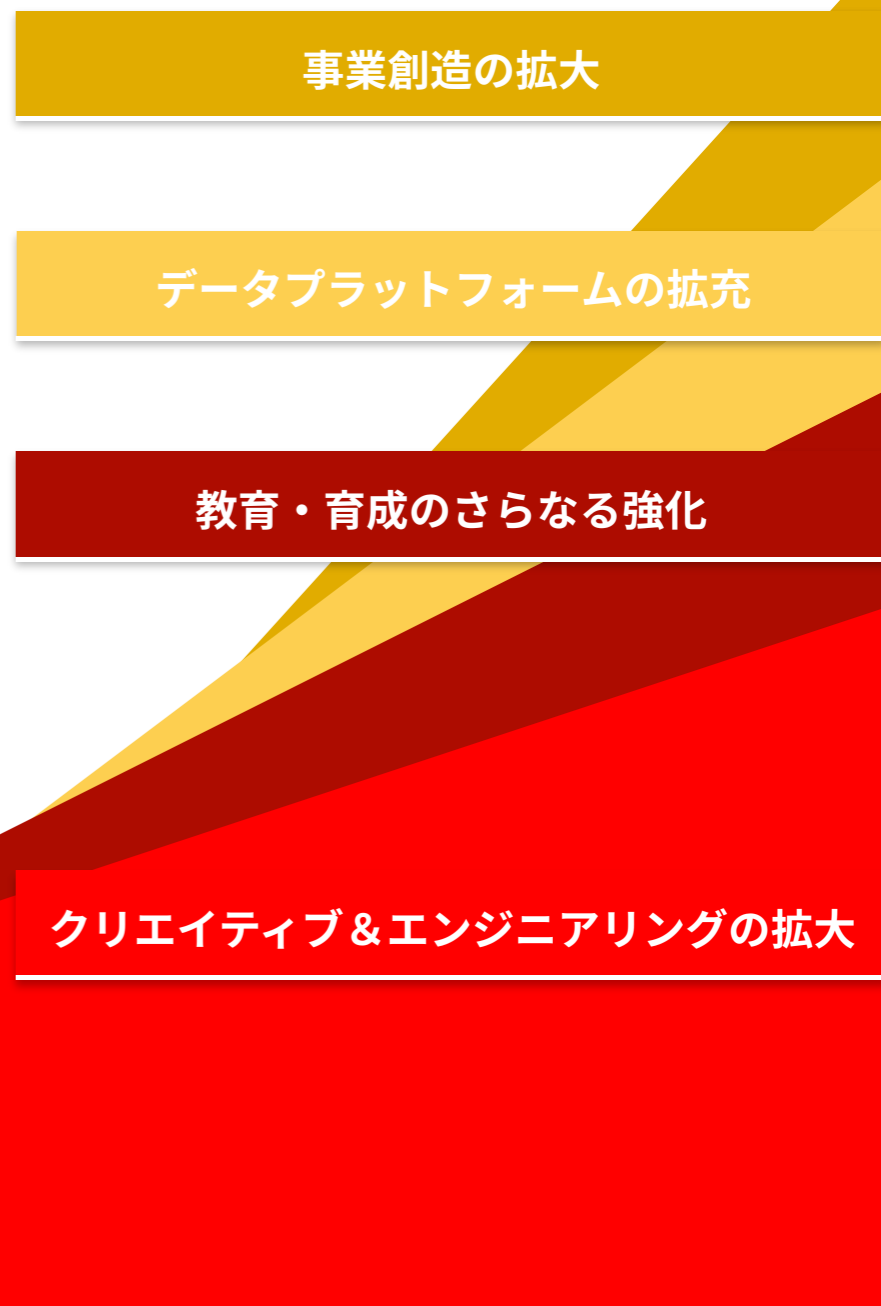 事業創造の拡大
データプラットフォームの拡充
教育・育成のさらなる強化
クリエイティブ＆エンジニアリングの拡大